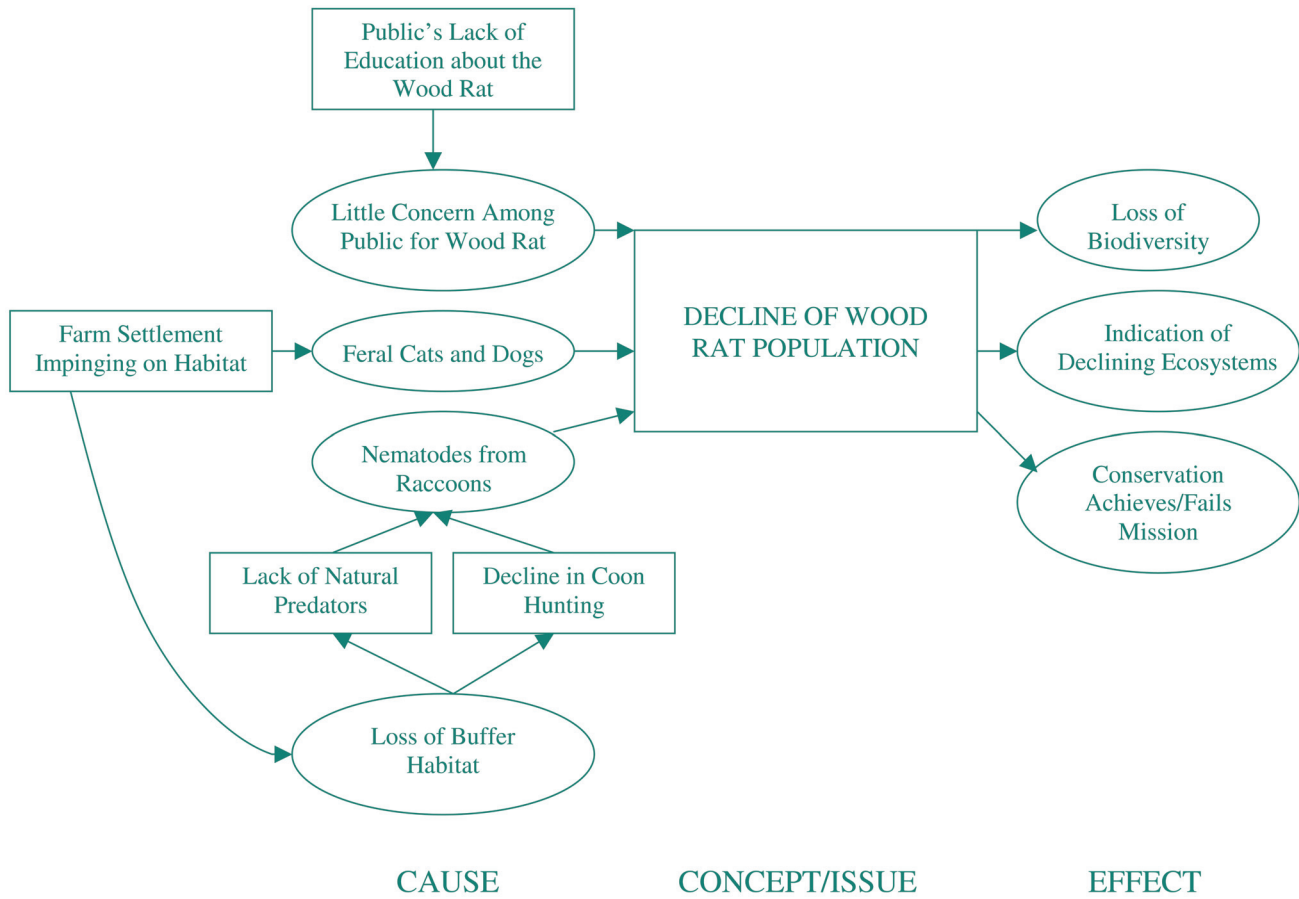 Public’s Lack of
Education about the
Wood Rat
Little Concern Among
Public for Wood Rat
Loss of
Biodiversity
Farm Settlement
Impinging on Habitat
Feral Cats and Dogs
DECLINE OF WOOD
RAT POPULATION
Indication of
Declining Ecosystems
Nematodes from
Raccoons
Conservation
Achieves/Fails
Mission
Lack of Natural
Predators
Decline in Coon
Hunting
Loss of Buffer
Habitat
CAUSE
CONCEPT/ISSUE
EFFECT